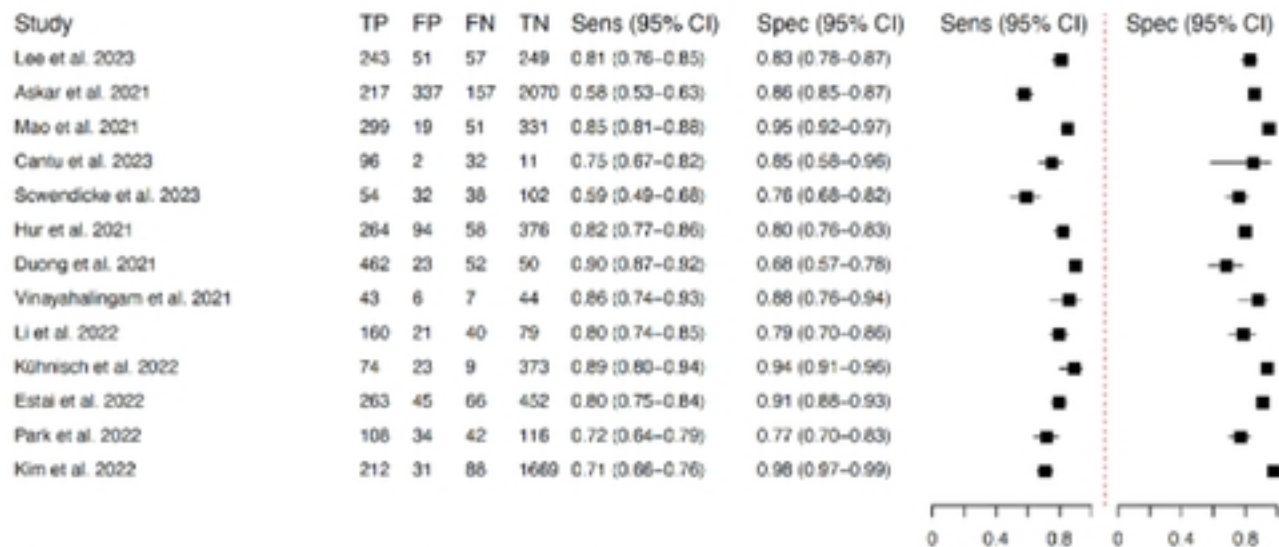 Study TP FP FN TN Sens (95% CI) Spec (95% CI) Sens (95% CI) Spec (95% CI)
Lee et al. 2023 243 51 57 249 0.81 (0.76–0.85) 0.83 (0.78–0.87)
Askar et al. 2021 217 337 157 2070 0.58 (0.53–0.63) 0.86 (0.85–0.87)
Mao et al. 2021 299 19 51 331 0.85 (0.81–0.88) 0.95 (0.92–0.97)
Cantu et al. 2023 96 2 32 11 0.75 (0.67–0.82) 0.85 (0.58–0.96)
Scwendicke et al. 2023 54 32 38 102 0.59 (0.49–0.68) 0.76 (0.68–0.82)
Hur et al. 2021 264 94 58 376 0.82 (0.77–0.86) 0.80 (0.76–0.83)
Duong et al. 2021 462 23 52 50 0.90 (0.87–0.92) 0.68 (0.57–0.78)
Vinayahalingam et al. 2021 43 6 7 44 0.86 (0.74–0.93) 0.88 (0.76–0.94)
Li et al. 2022 160 21 40 79 0.80 (0.74–0.85) 0.79 (0.70–0.86)
Kühnisch et al. 2022 74 23 9 373 0.89 (0.80–0.94) 0.94 (0.91–0.96)
Estai et al. 2022 263 45 66 452 0.80 (0.75–0.84) 0.91 (0.88–0.93)
Park et al. 2022 108 34 42 116 0.72 (0.64–0.79) 0.77 (0.70–0.83)
Kim et al. 2022 212 31 88 1669 0.71 (0.66–0.76) 0.98 (0.97–0.99)
0 0.4 0.8 0 0.4 0.8